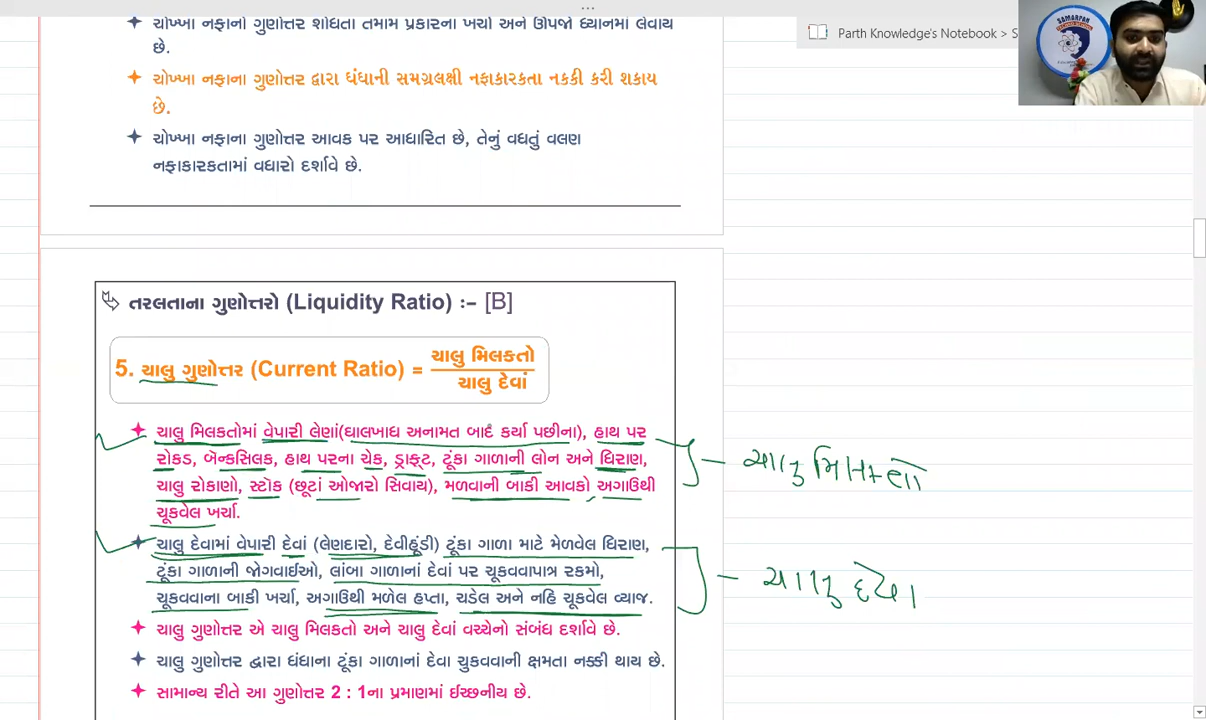 ચોખ્ખા નફાના ગુણોત્તર શોધતા તમામ પ્રકારના ખર્ચા અને ઊપજો ધ્યાનમાં લેવાય
છે.
Parth Knowledge's Notebook > S
SAMARPAN
ચોખ્ખા નફાના ગુણોત્તર દ્વારા ધંધાની સમગ્રલક્ષી નફાકારકતા નકકી કરી શકાય
છે.
ચોખ્ખા નફાના ગુણોત્તર આવક પર આધારિત છે, તેનું વધતું વલણ
નફાકારકતામાં વધારો દર્શાવે છે.
તરલતાના ગુણોત્તરો (Liquidity Ratio) :– [B]
5. ચાલુ ગુણોત્તર (Current Ratio) = ચાલુ મિલકતો
ચાલુ દેવાં
ચાલુ મિલકતોમાં વેપારી લેણાં(ઘાલખાધ અનામત બાદ કર્યા પછીના), હાથ પર
રોકડ, બૅન્કસિલક, હાથ પરના ચેક, ડ્રાફ્ટ, ટૂંકા ગાળાની લોન અને ધિરાણ,
ચાલુ રોકાણો, સ્ટોક (છૂટાં ઓજારો સિવાય), મળવાની બાકી આવકો અગાઉથી
ચૂકવેલ ખર્ચા.
ચાલુ મિલકતો
ચાલુ દેવામાં વેપારી દેવાં (લેણદારો, દેવીહૂંડી) ટૂંકા ગાળા માટે મેળવેલ ધિરાણ,
ટૂંકા ગાળાની જોગવાઈઓ, લાંબા ગાળાનાં દેવાં પર ચૂકવવાપાત્ર રકમો,
ચૂકવવાના બાકી ખર્ચા, અગાઉથી મળેલ હપ્તા, ચડેલ અને નહિ ચૂકવેલ વ્યાજ.
ચાલુ દેવા
ચાલુ ગુણોત્તર એ ચાલુ મિલકતો અને ચાલુ દેવાં વચ્ચેનો સંબંધ દર્શાવે છે.
ચાલુ ગુણોત્તર દ્વારા ધંધાના ટૂંકા ગાળાનાં દેવા ચુકવવાની ક્ષમતા નક્કી થાય છે.
સામાન્ય રીતે આ ગુણોત્તર 2 : 1ના પ્રમાણમાં ઈચ્છનીય છે.